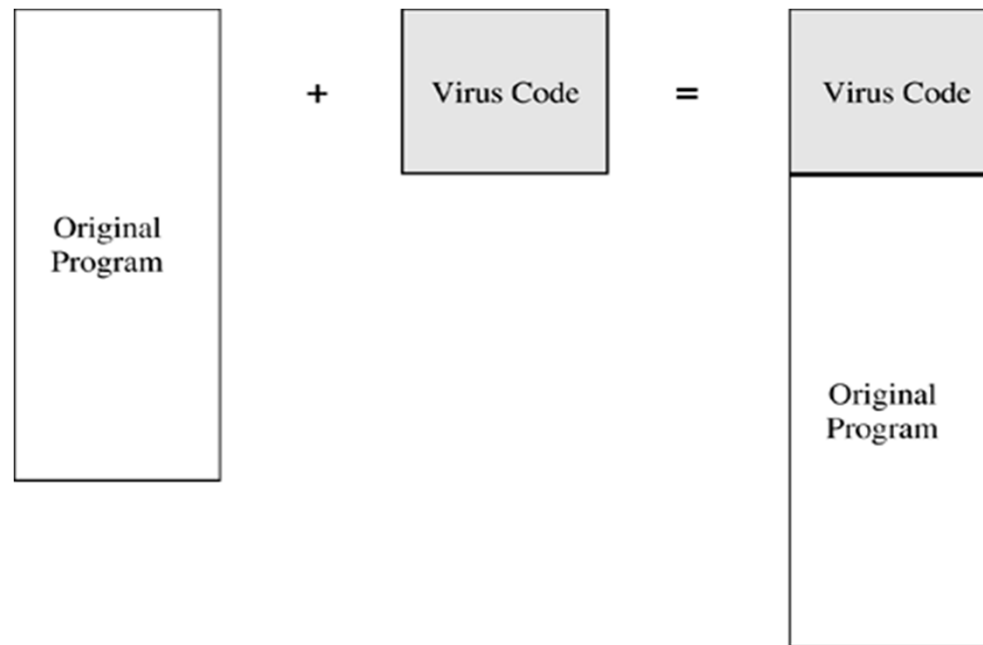 Original
Program
+
Virus Code
=
Virus Code
Original
Program